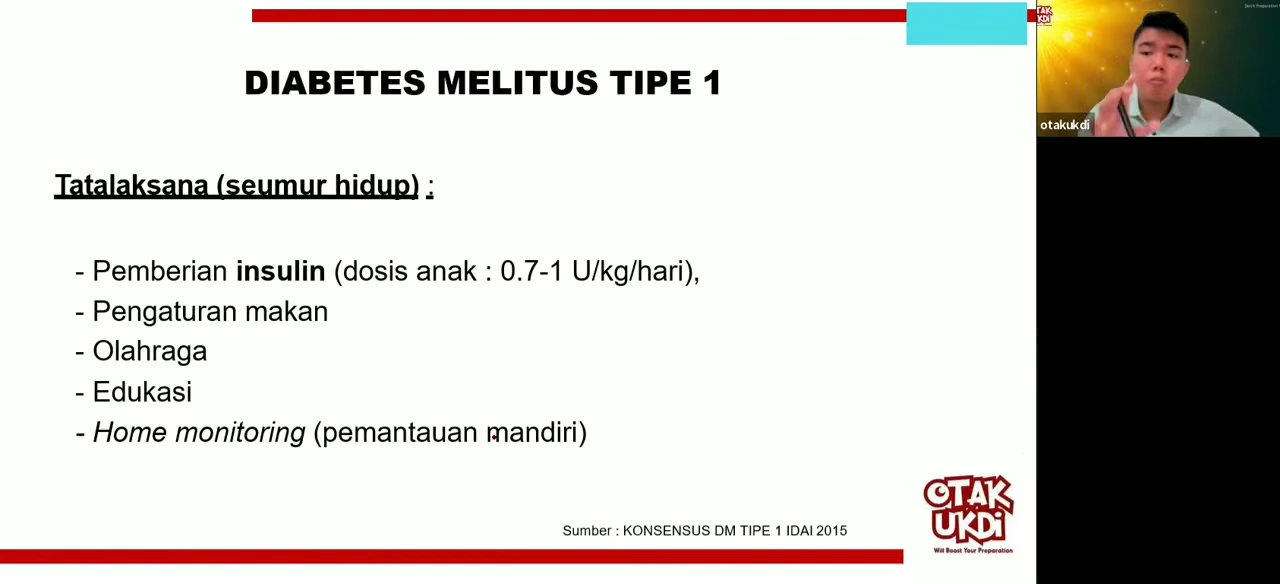 DIABETES MELITUS TIPE 1
Tatalaksana (seumur hidup) :
- Pemberian insulin (dosis anak : 0.7-1 U/kg/hari),
- Pengaturan makan
- Olahraga
- Edukasi
- Home monitoring (pemantauan mandiri)
Sumber : KONSENSUS DM TIPE 1 IDAI 2015
OTAK
UKDi
Will Boost Your Preparation
otakukdi